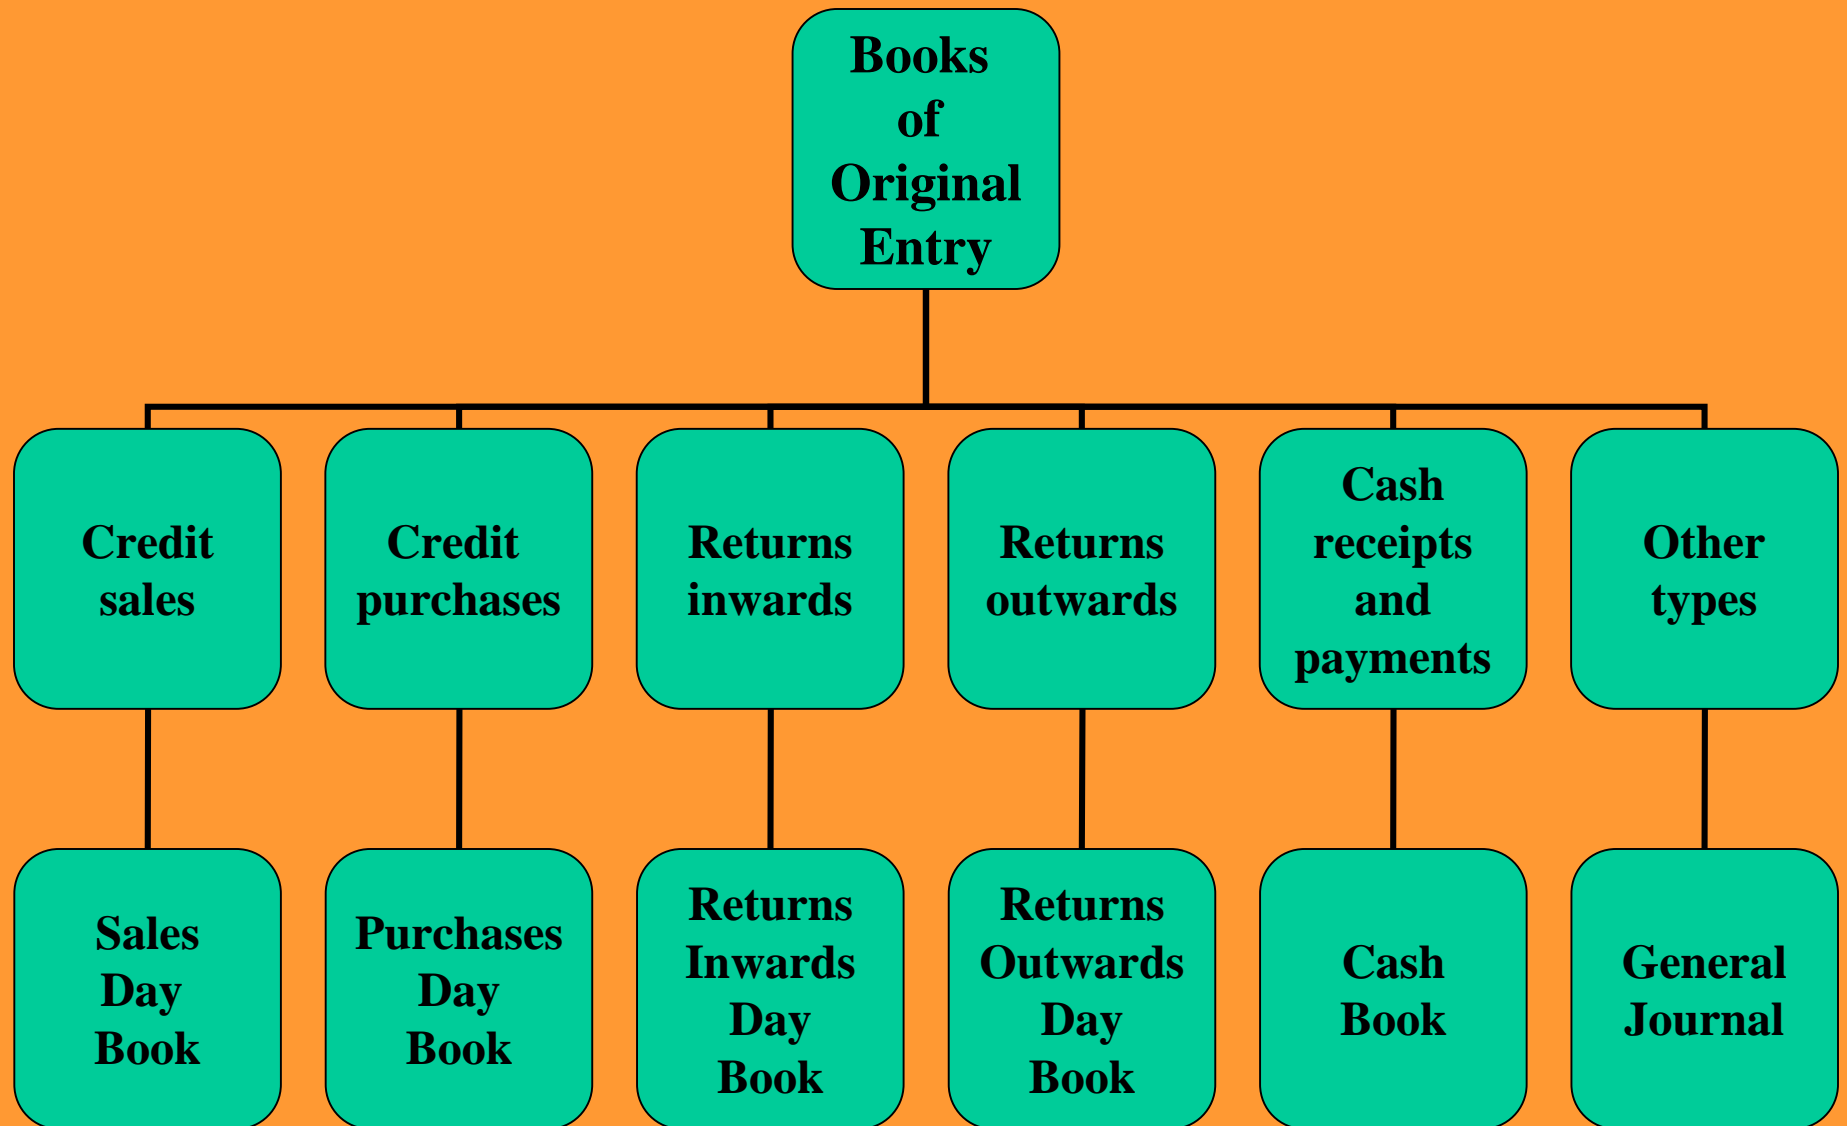 Books
of
Original
Entry
Credit
sales
Credit
purchases
Returns
inwards
Returns
outwards
Cash
receipts
and
payments
Other
types
Sales
Day
Book
Purchases
Day
Book
Returns
Inwards
Day
Book
Returns
Outwards
Day
Book
Cash
Book
General
Journal